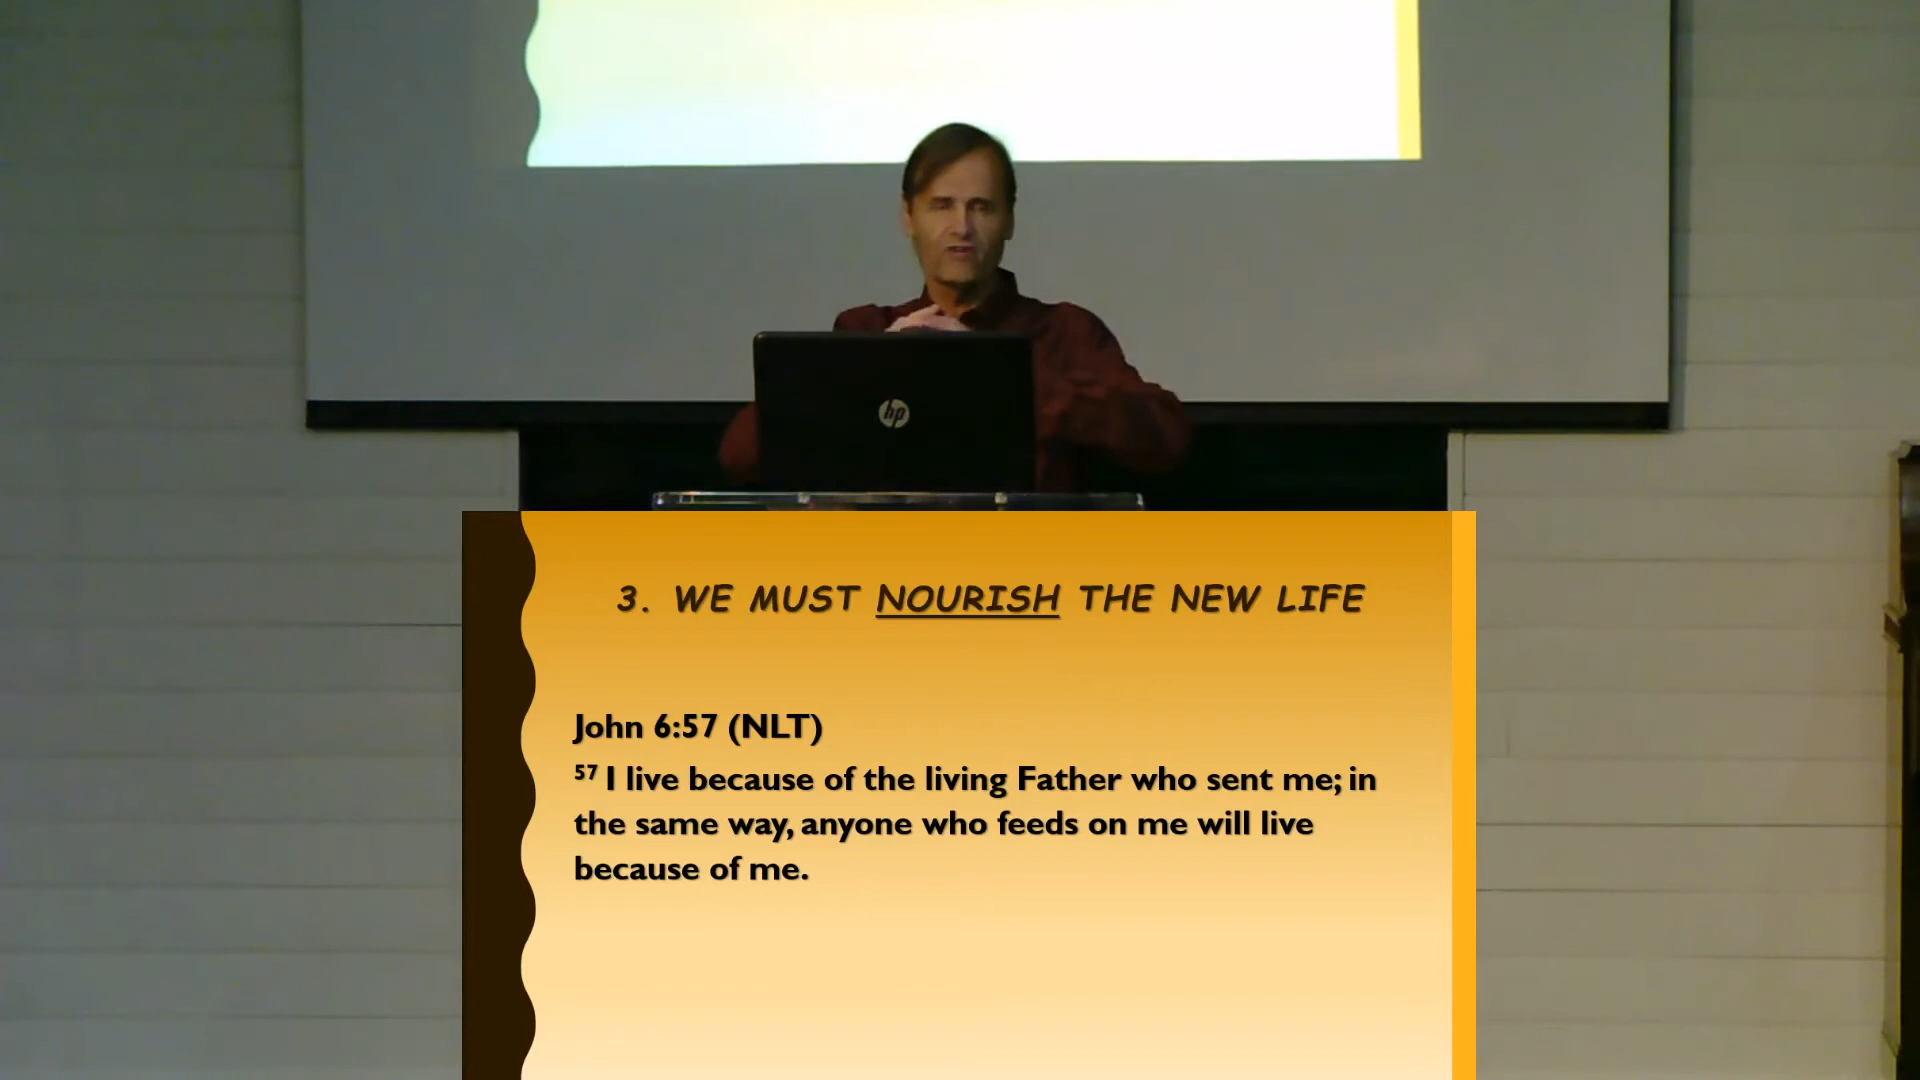 hp
3. WE MUST NOURISH THE NEW LIFE
John 6:57 (NLT)
57 I live because of the living Father who sent me; in
the same way, anyone who feeds on me will live
because of me.